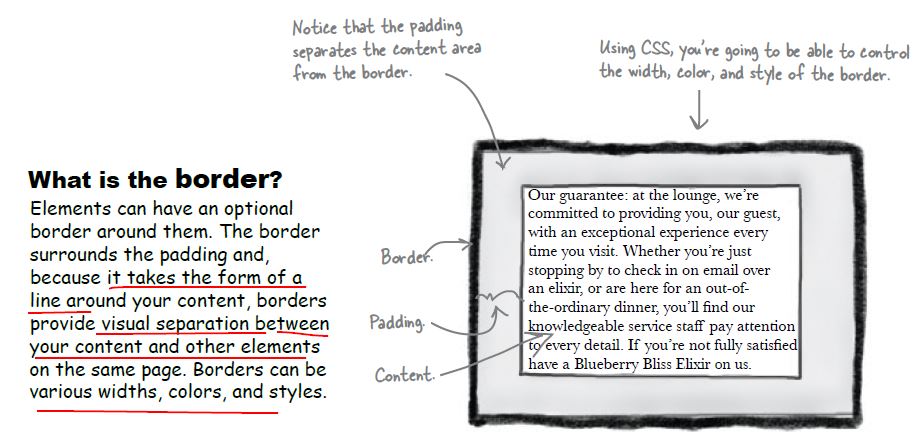 Notice that the padding
separates the content area
from the border.
Using CSS, you're going to be able to control
the width, color, and style of the border.
What is the border?
Elements can have an optional
border around them. The border
surrounds the padding and,
because it takes the form of a
line around your content, borders
provide visual separation between
your content and other elements
on the same page. Borders can be
various widths, colors, and styles.
Border.
Padding.
Content.
Our guarantee: at the lounge, we're
committed to providing you, our guest,
with an exceptional experience every
time you visit. Whether you're just
stopping by to check in on email over
an elixir, or are here for an out-of-
the-ordinary dinner, you'll find our
knowledgeable service staff pay attention
to every detail. If you're not fully satisfied
have a Blueberry Bliss Elixir on us.